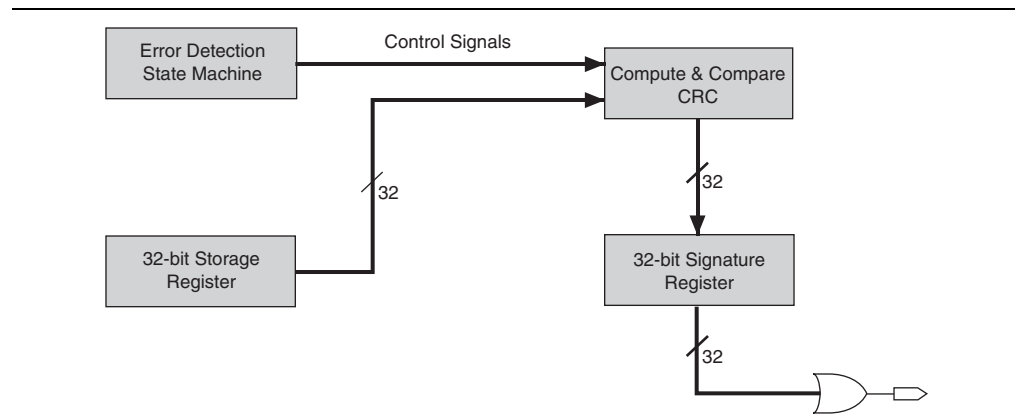 Error Detection
State Machine
Control Signals
Compute & Compare
CRC
32
32
32-bit Storage
Register
32-bit Signature
Register
32